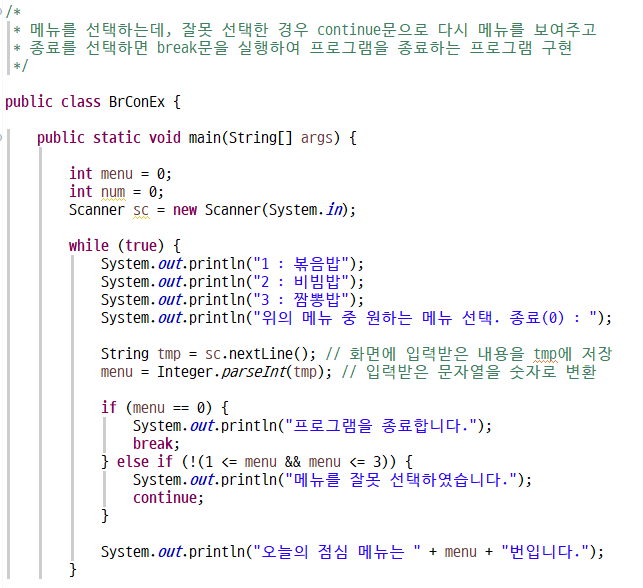 /*
 * 메뉴를 선택하는데, 잘못 선택한 경우 continue문으로 다시 메뉴를 보여주고
 * 종료를 선택하면 break문을 실행하여 프로그램을 종료하는 프로그램 구현
 */
public class BrConEx {
public static void main(String[] args) {
int menu = 0;
int num = 0;
Scanner sc = new Scanner(System.in);
while (true) {
System.out.println("1 : 볶음밥");
System.out.println("2 : 비빔밥");
System.out.println("3 : 짬뽕밥");
System.out.println("위의 메뉴 중 원하는 메뉴 선택. 종료(0) : ");
String tmp = sc.nextLine(); // 화면에 입력받은 내용을 tmp에 저장
menu = Integer.parseInt(tmp); // 입력받은 문자열을 숫자로 변환
if (menu == 0) {
System.out.println("프로그램을 종료합니다.");
break;
} else if (!(1 <= menu && menu <= 3)) {
System.out.println("메뉴를 잘못 선택하였습니다.");
continue;
}
System.out.println("오늘의 점심 메뉴는 " + menu + "번입니다.");
}